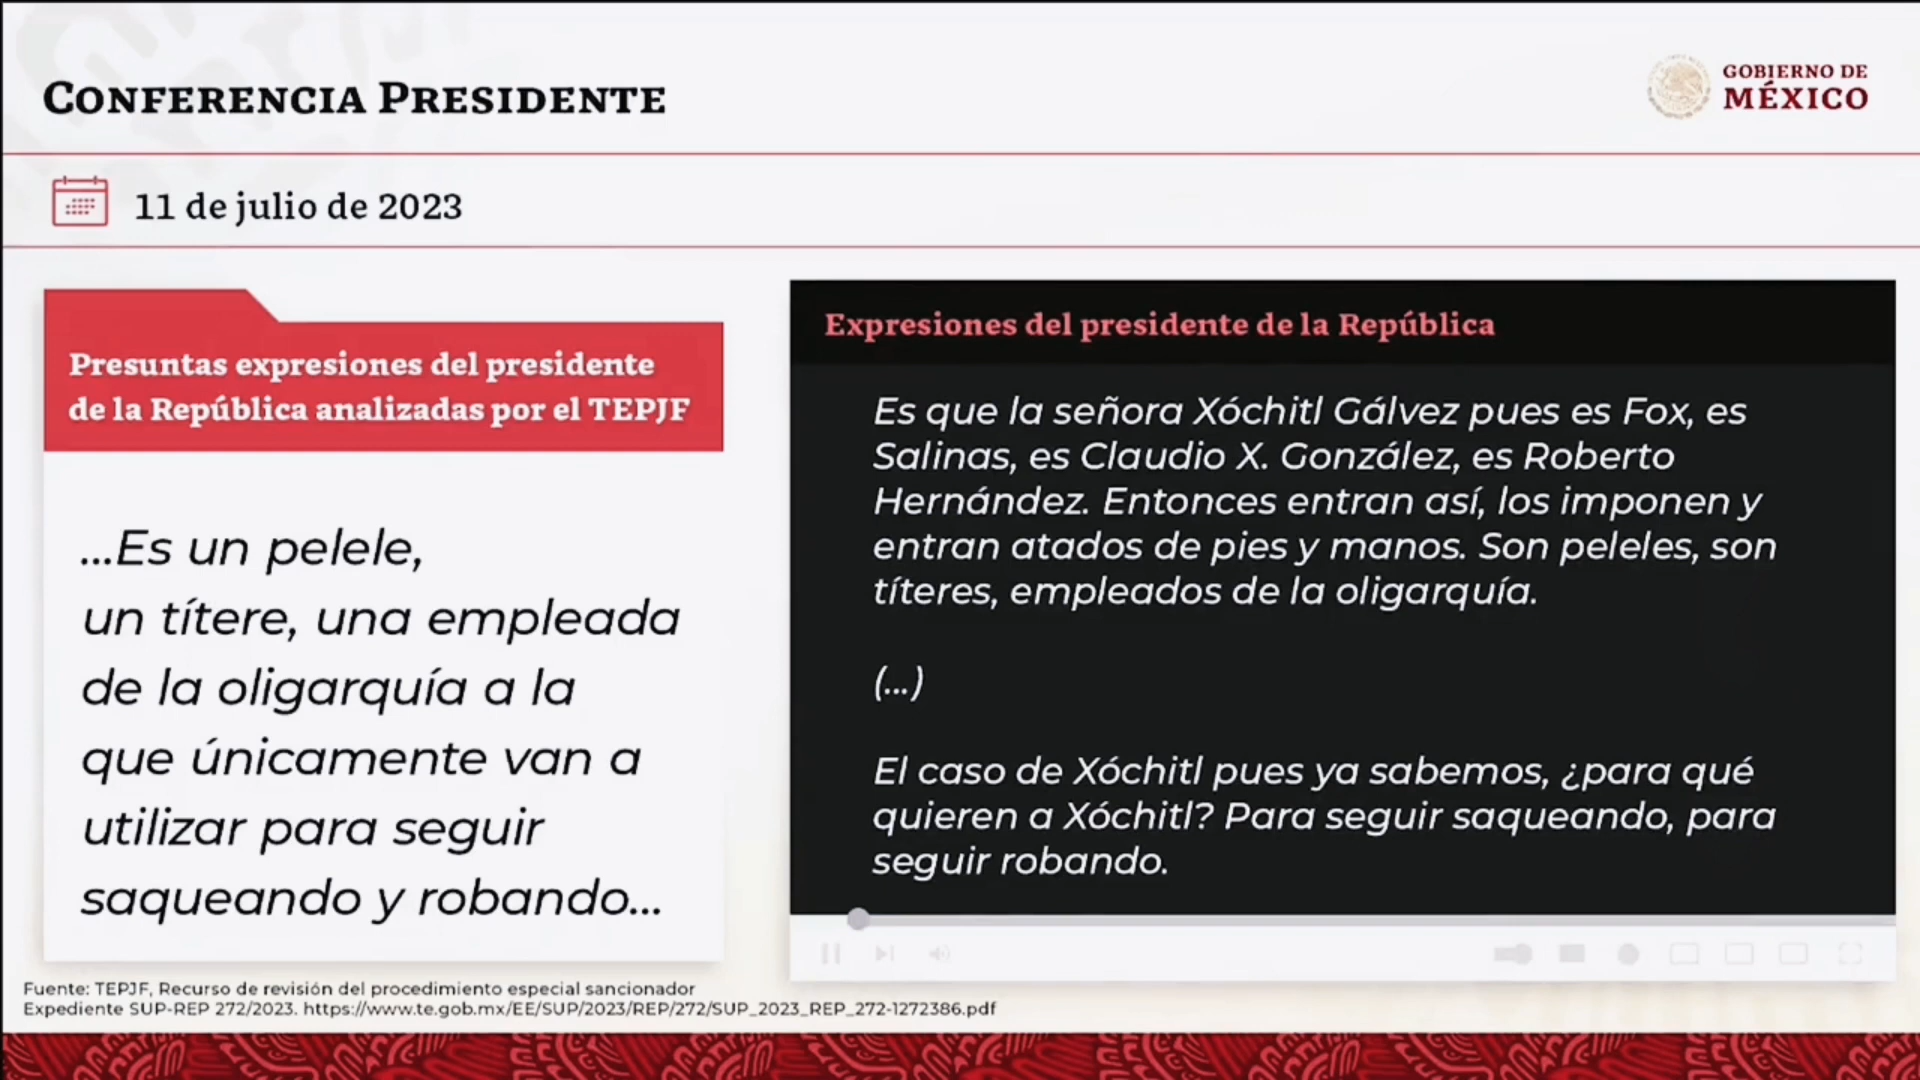 CONFERENCIA PRESIDENTE
GOBIERNO DE
MÉXICO
11 de julio de 2023
Presuntas expresiones del presidente
de la República analizadas por el TEPJF
...Es un pelele,
un títere, una empleada
de la oligarquía a la
que únicamente van a
utilizar para seguir
saqueando y robando...
Expresiones del presidente de la República
Es que la señora Xóchitl Gálvez pues es Fox, es
Salinas, es Claudio X. González, es Roberto
Hernández. Entonces entran así, los imponen y
entran atados de pies y manos. Son peleles, son
títeres, empleados de la oligarquía.
(...)
El caso de Xóchitl pues ya sabemos, ¿para qué
quieren a Xóchitl? Para seguir saqueando, para
seguir robando.
Fuente: TEPJF, Recurso de revisión del procedimiento especial sancionador
Expediente SUP-REP 272/2023. https://www.te.gob.mx/EE/SUP/2023/REP/272/SUP_2023_REP_272-1272386.pdf